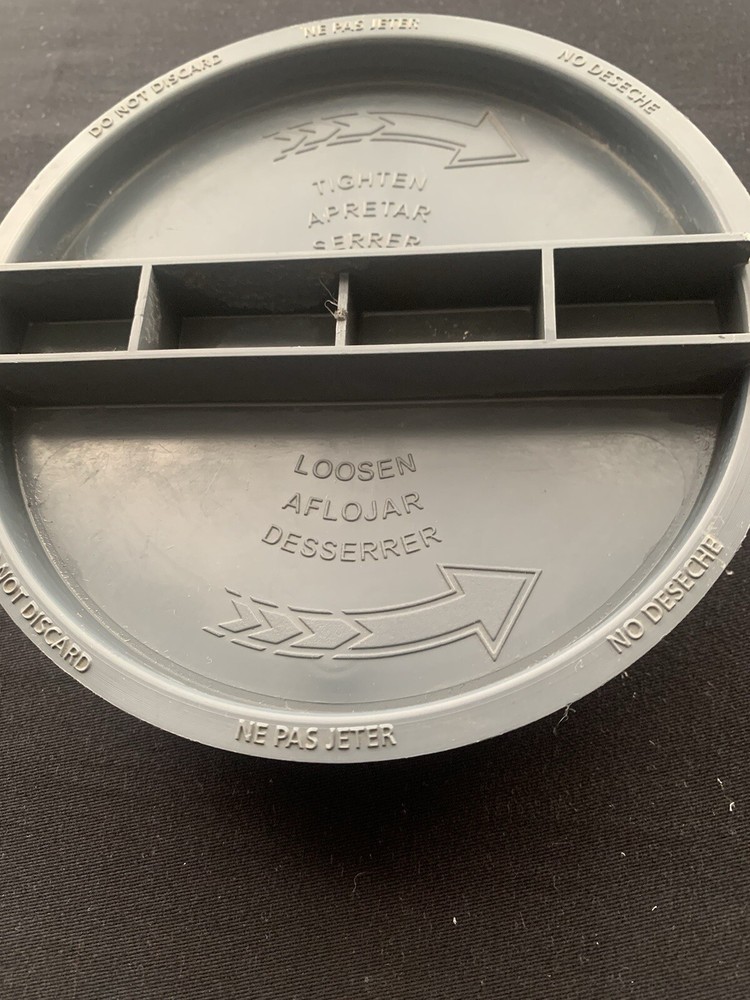 NE PAS JETER
DO NOT DISCARD
NO DESECHE
TIGHTEN
APRETAR
SERRER
LOOSEN
AFLOJAR
DESSERRER
NOT DISCARD
NO DESECHE
NE PAS JETER